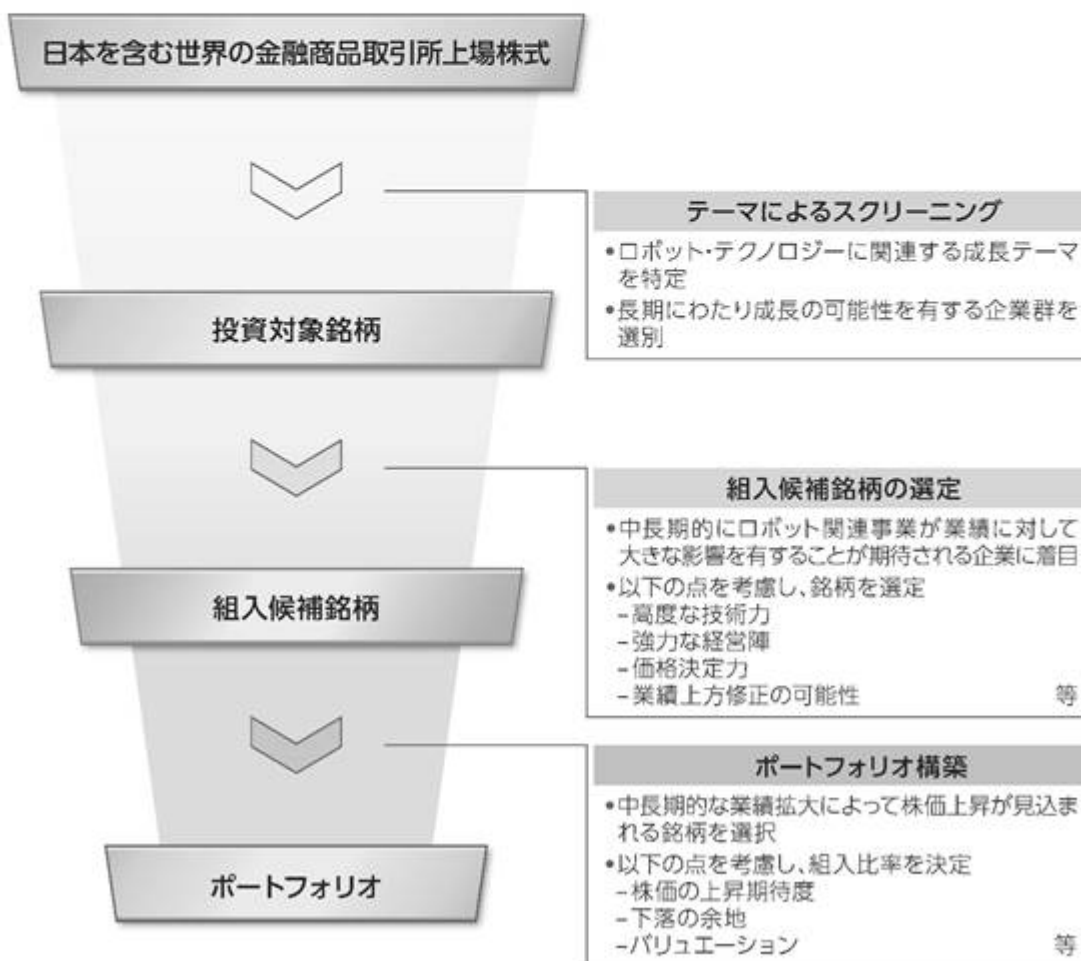 日本を含む世界の金融商品取引所上場株式
テーマによるスクリーニング
•ロボット・テクノロジーに関連する成長テーマ
を特定
•長期にわたり成長の可能性を有する企業群を
選別
投資対象銘柄
組入候補銘柄の選定
•中長期的にロボット関連事業が業績に対して
大きな影響を有することが期待される企業に着目
•以下の点を考慮し、銘柄を選定
–高度な技術力
–強力な経営陣
–価格決定力
–業績上方修正の可能性 等
組入候補銘柄
ポートフォリオ構築
•中長期的な業績拡大によって株価上昇が見込ま
れる銘柄を選択
•以下の点を考慮し、組入比率を決定
–株価の上昇期待度
–下落の余地
–バリュエーション 等
ポートフォリオ